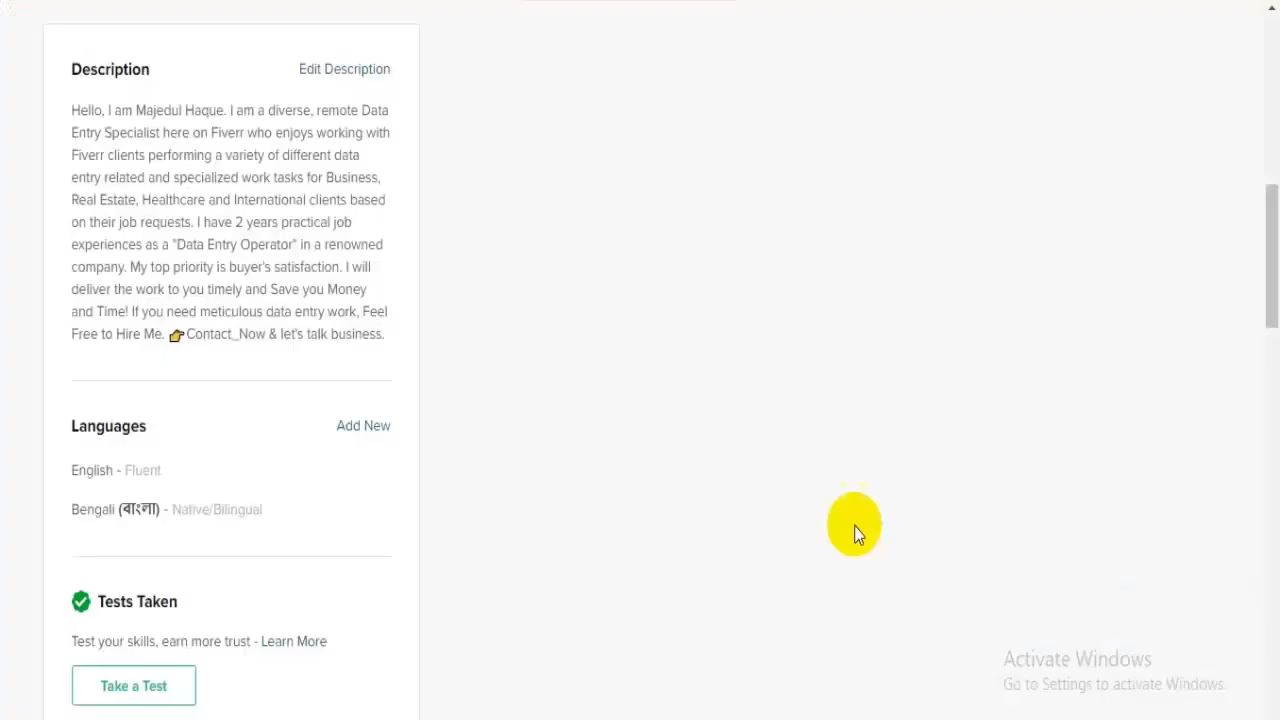 Description
Edit Description
Hello, I am Majedul Haque. I am a diverse, remote Data
Entry Specialist here on Fiverr who enjoys working with
Fiverr clients performing a variety of different data
entry related and specialized work tasks for Business,
Real Estate, Healthcare and International clients based
on their job requests. I have 2 years practical job
experiences as a "Data Entry Operator" in a renowned
company. My top priority is buyer's satisfaction. I will
deliver the work to you timely and Save you Money
and Time! If you need meticulous data entry work, Feel
Free to Hire Me. 👉Contact_Now & let's talk business.
Languages
Add New
English - Fluent
Bengali (বাংলা) - Native/Bilingual
Tests Taken
Test your skills, earn more trust - Learn More
Take a Test
Activate Windows
Go to Settings to activate Windows.